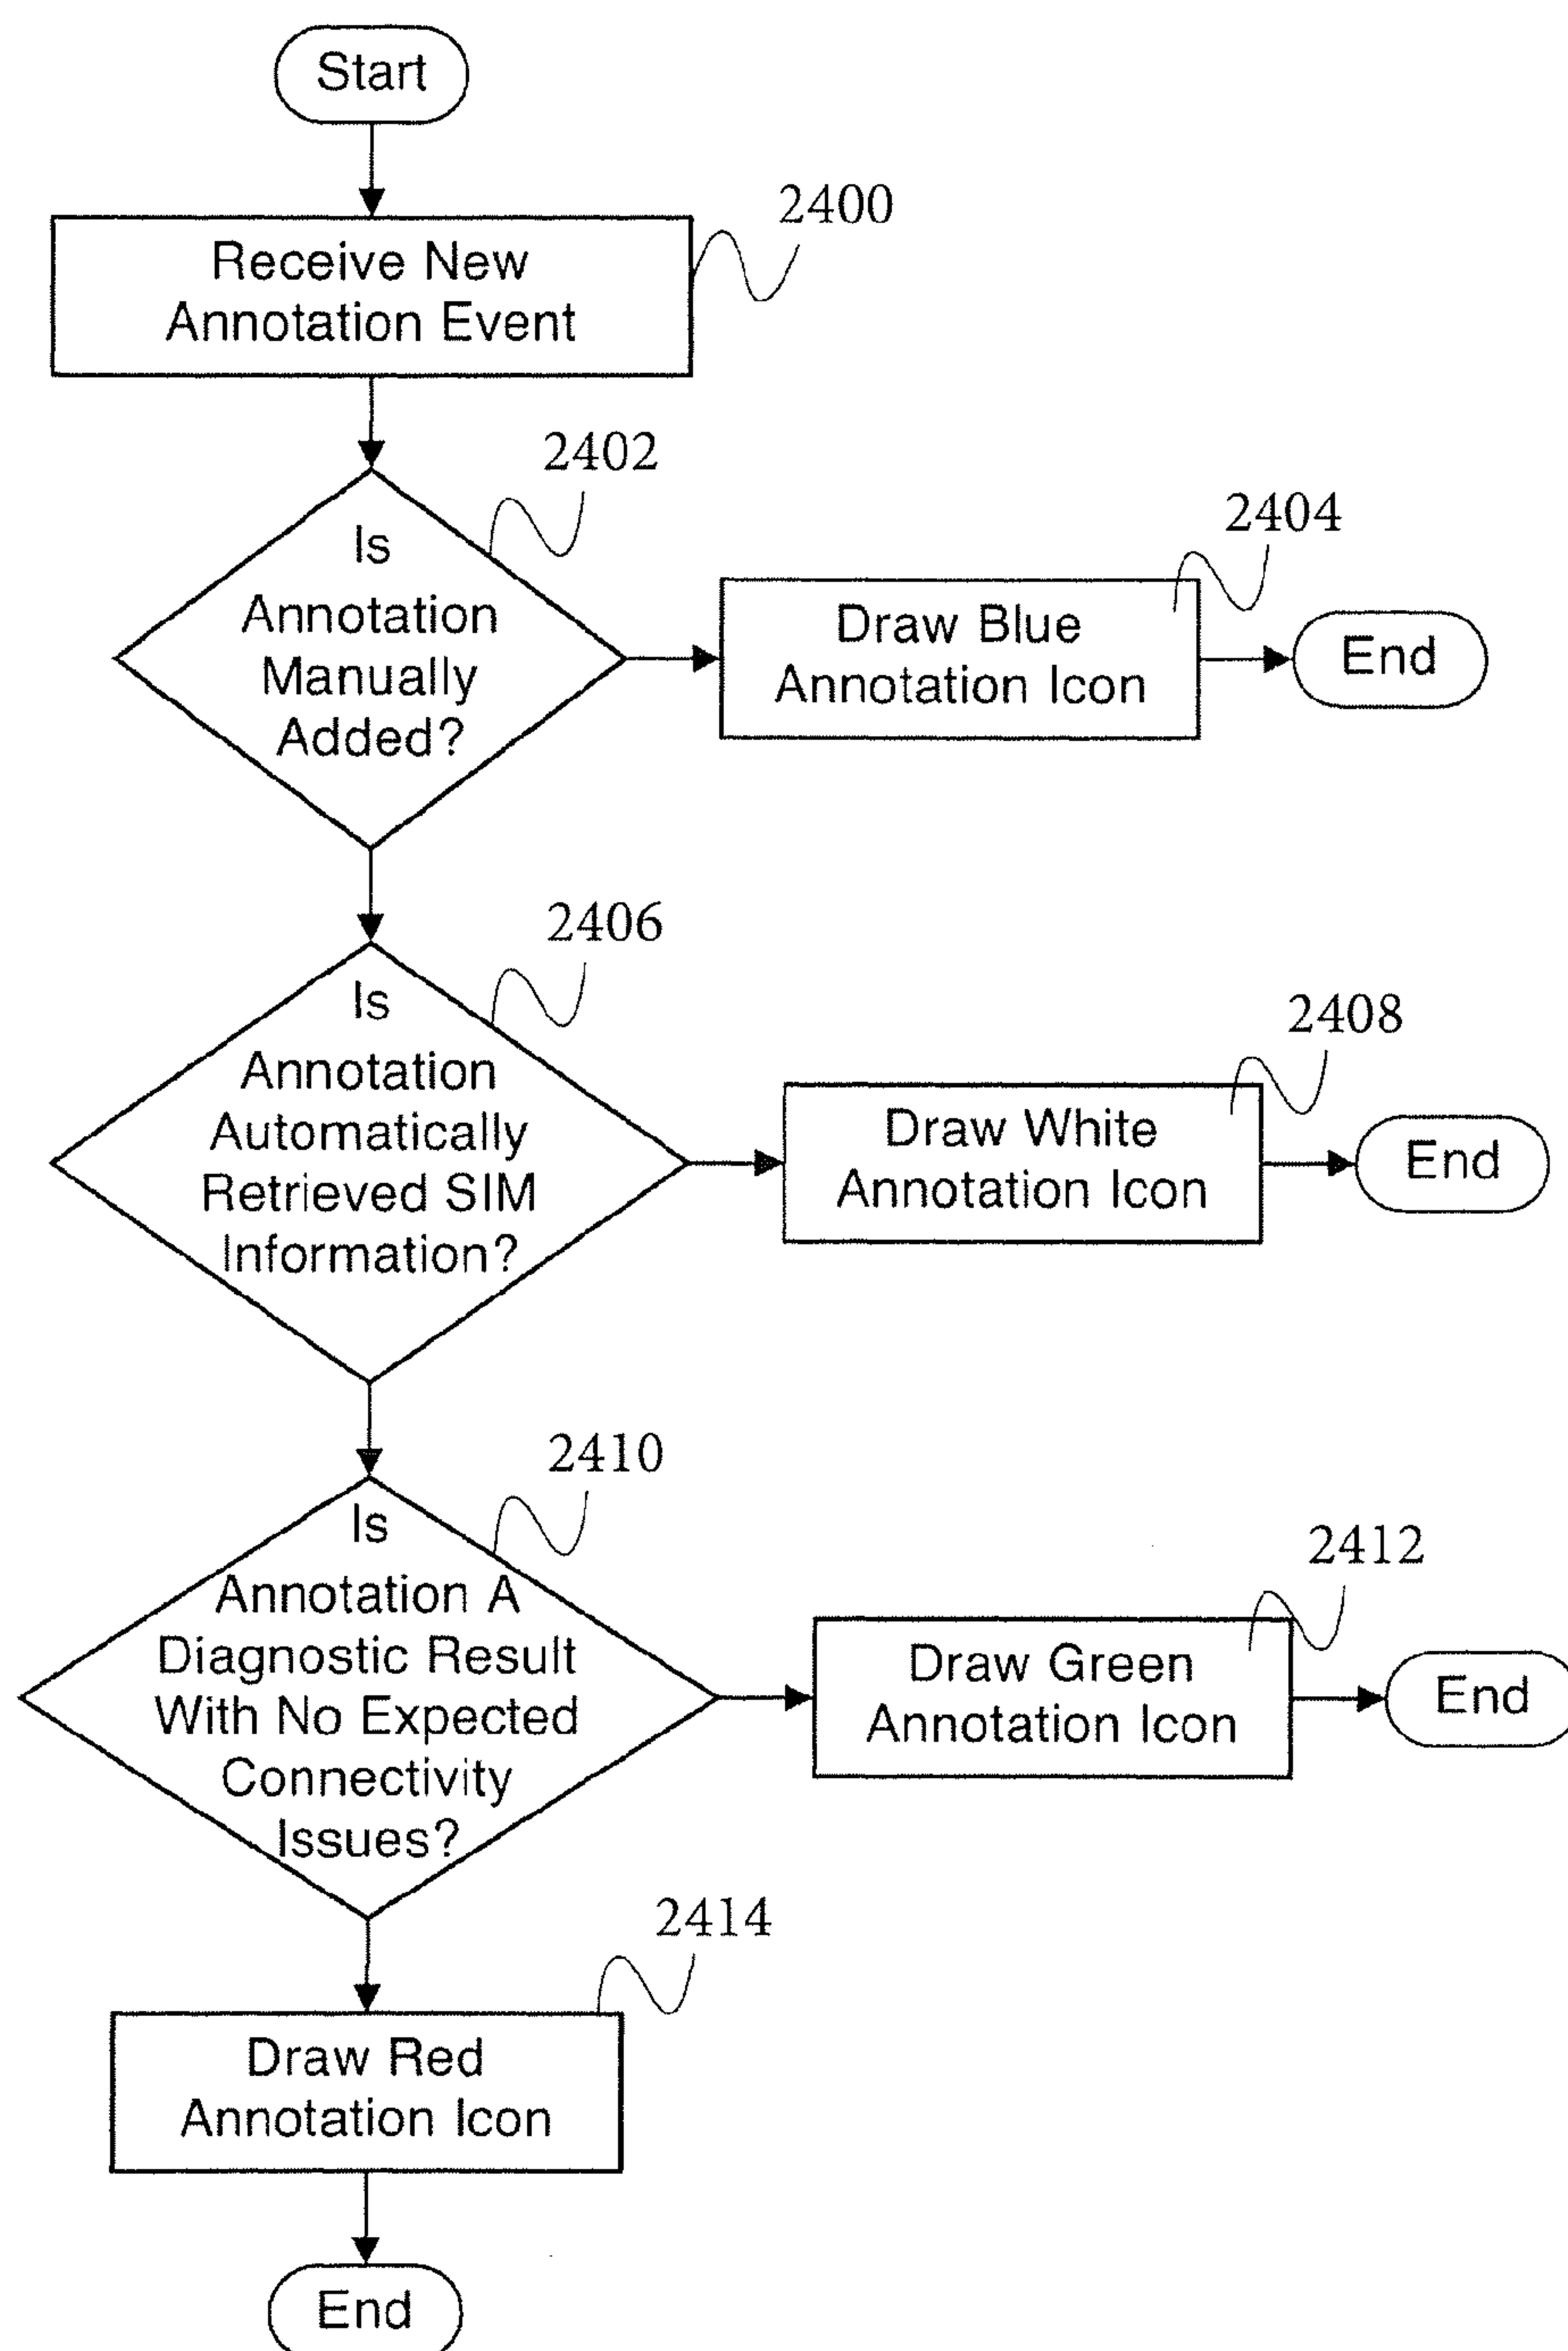 Start
2400
Receive New
Annotation Event
2402
Is
Annotation
Manually
Added?
2404
Draw Blue
Annotation Icon
End
2406
Is
Annotation
Automatically
Retrieved SIM
Information?
2408
Draw White
Annotation Icon
End
2410
Is
Annotation A
Diagnostic Result
With No Expected
Connectivity
Issues?
2412
Draw Green
Annotation Icon
End
2414
Draw Red
Annotation Icon
End